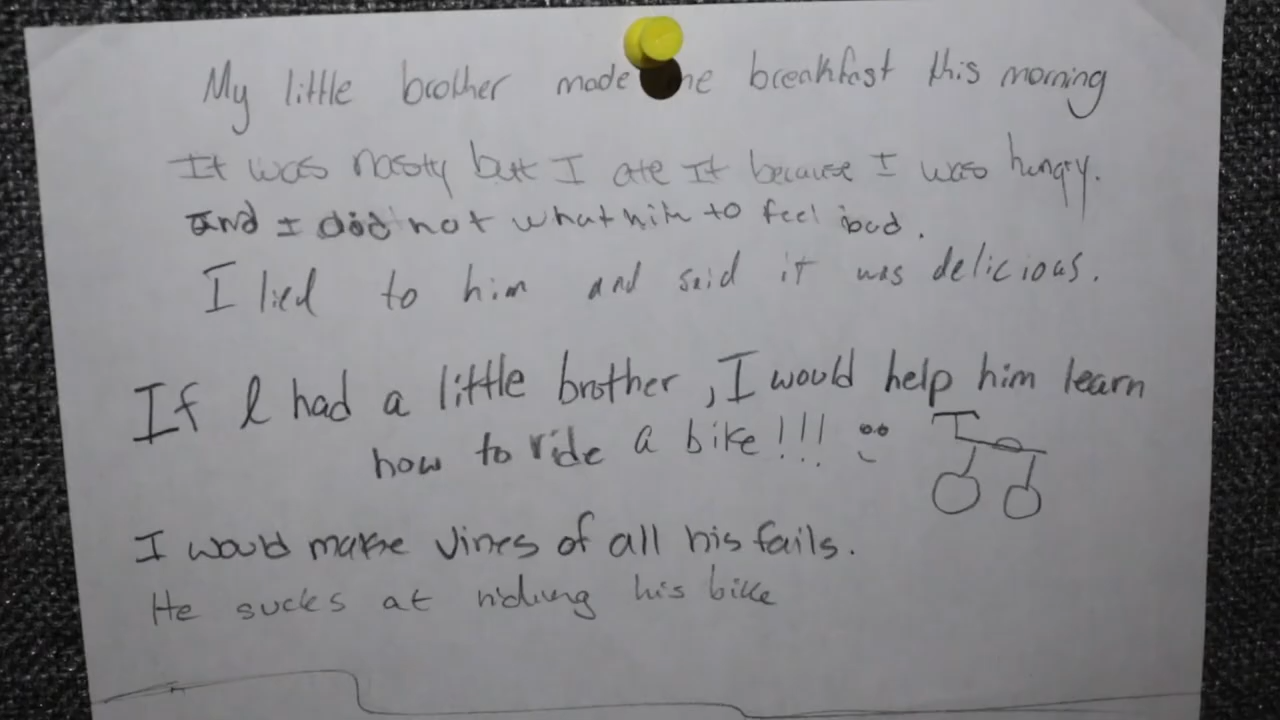 My little brother made me breakfast this morning
It was nasty but I ate It because I was hungry.
And I did not what him to feel bad.
I lied to him and said it was delicious.
If I had a little brother, I would help him learn
how to ride a bike!!!
I would make vines of all his fails.
He sucks at riding his bike